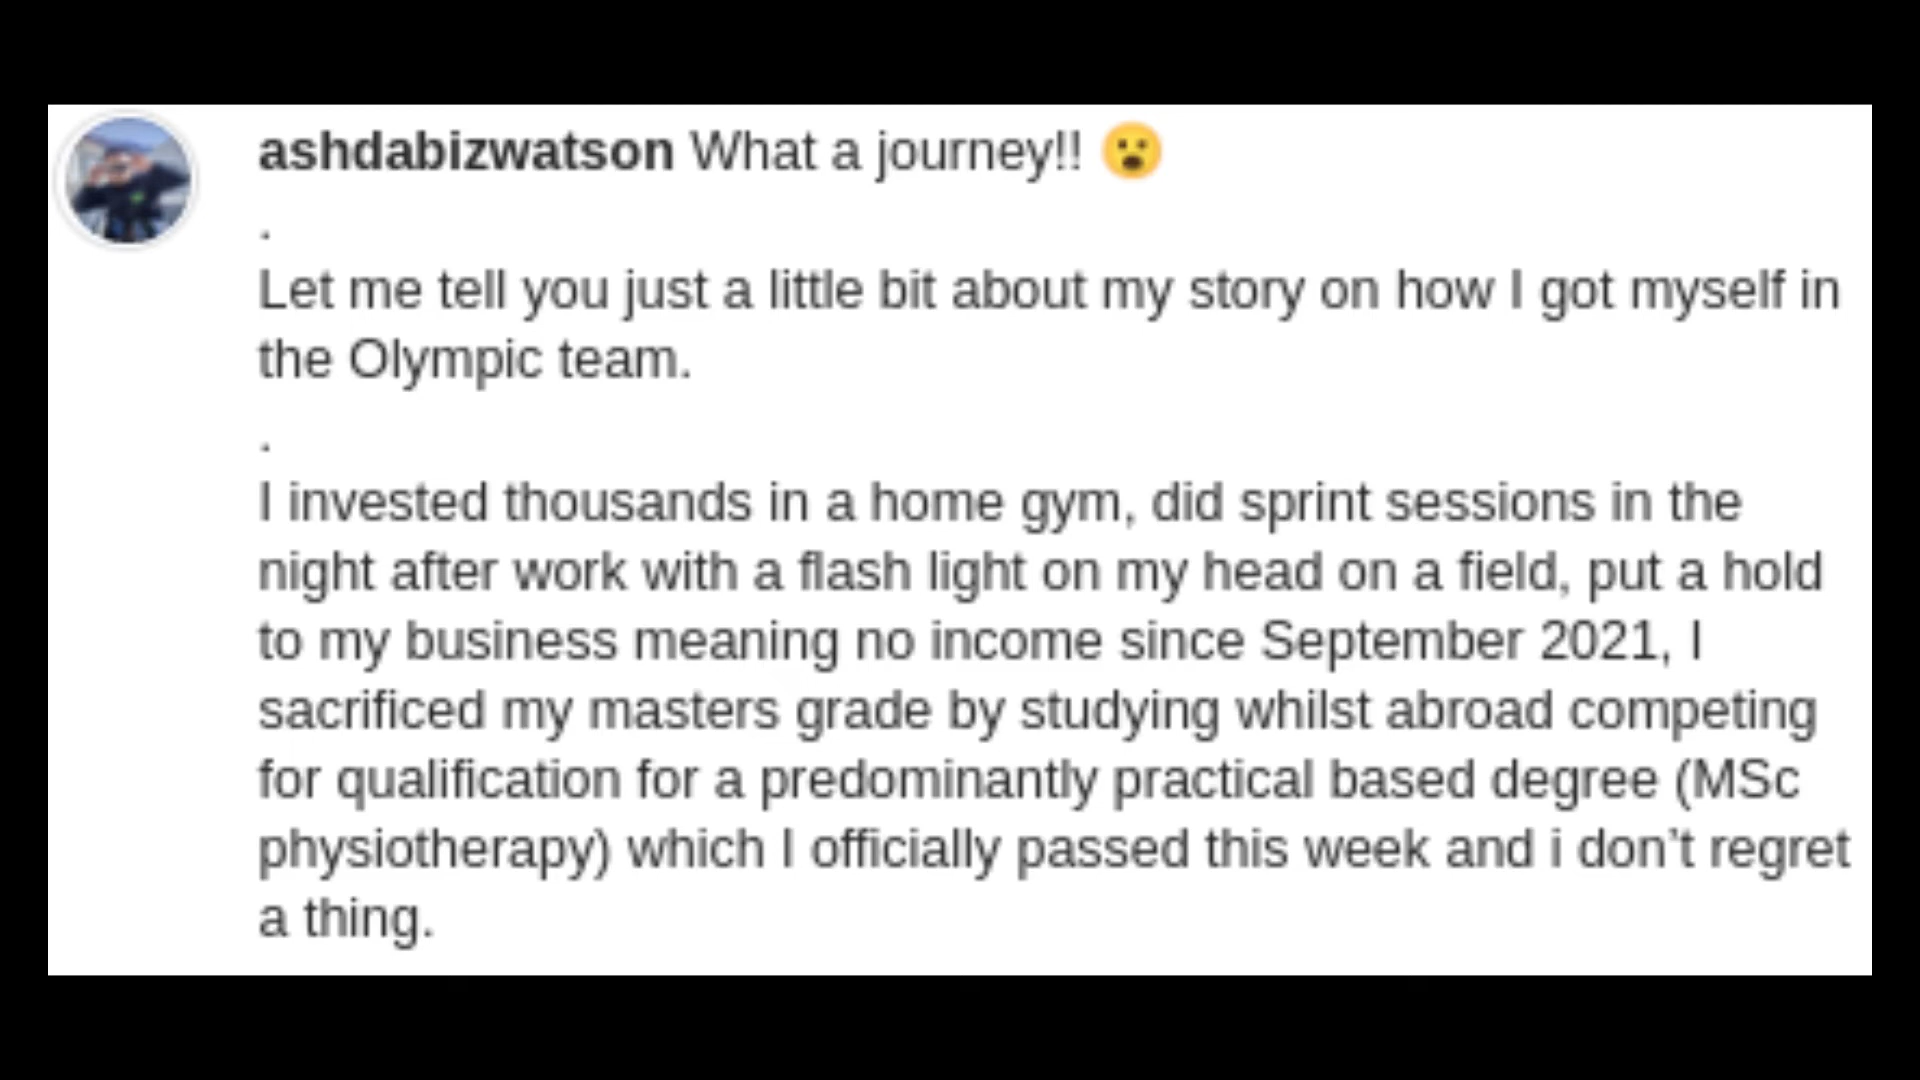 ashdabizwatson What a journey!! 😮
.
Let me tell you just a little bit about my story on how I got myself in
the Olympic team.
.
I invested thousands in a home gym, did sprint sessions in the
night after work with a flash light on my head on a field, put a hold
to my business meaning no income since September 2021, I
sacrificed my masters grade by studying whilst abroad competing
for qualification for a predominantly practical based degree (MSc
physiotherapy) which I officially passed this week and i don’t regret
a thing.